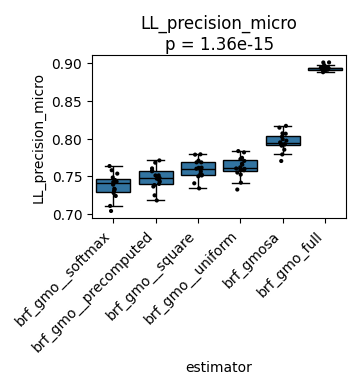 LL_precision_micro
p = 1.36e-15
LL_precision_micro
0.90
0.85
0.80
0.75
0.70
brf_gmo__softmax
brf_gmo__precomputed
brf_gmo__square
brf_gmo__uniform
brf_gmosa
brf_gmo_full
estimator